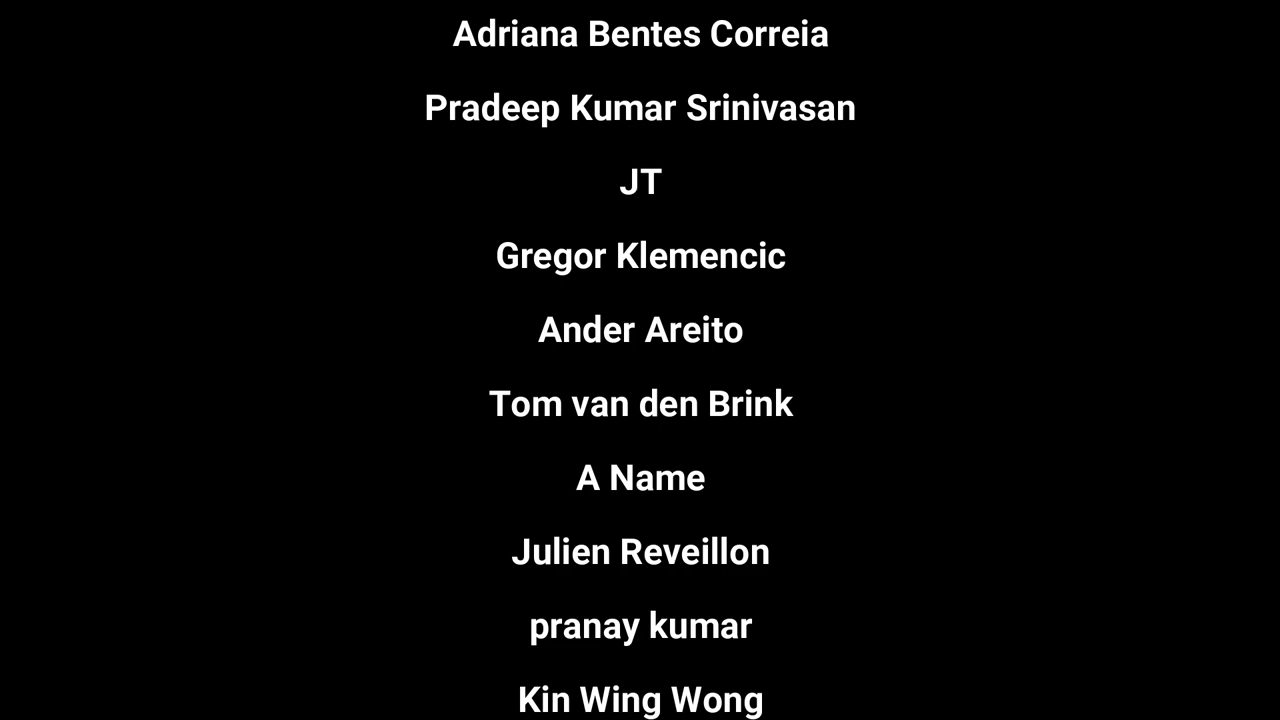 Adriana Bentes Correia
Pradeep Kumar Srinivasan
JT
Gregor Klemencic
Ander Areito
Tom van den Brink
A Name
Julien Reveillon
pranay kumar
Kin Wing Wong